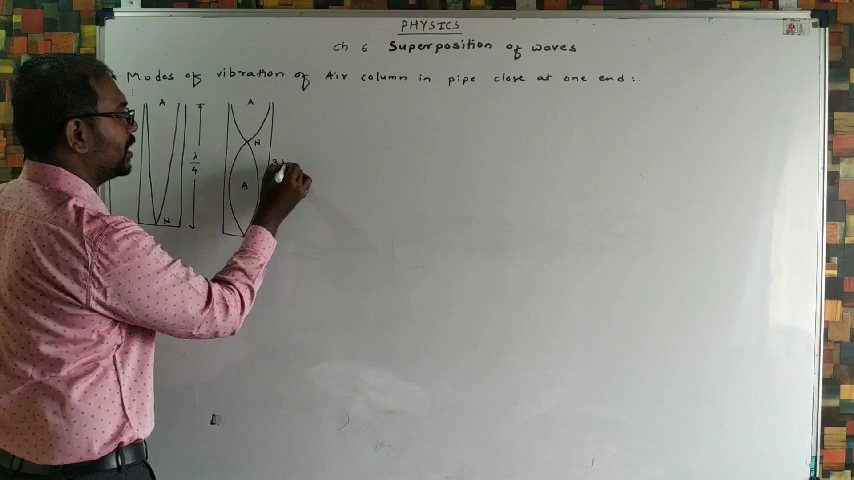 PHYSICS
Ch 6 Superposition of waves
Modes of vibration of Air column in pipe close at one end:.
A A
N
λ/4
A
N